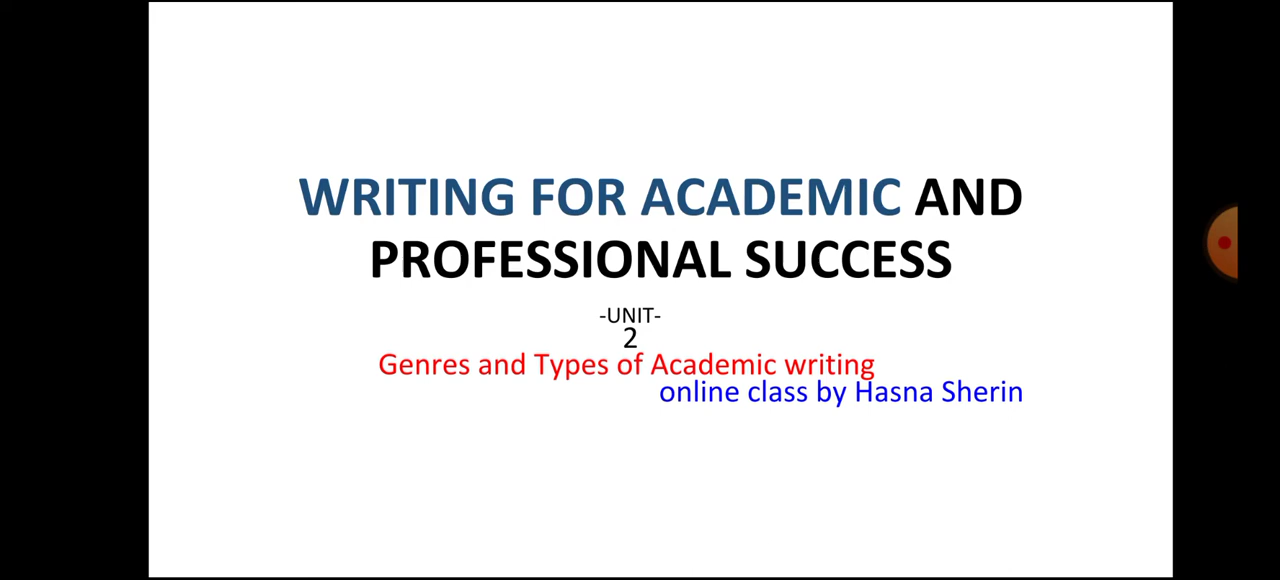 WRITING FOR ACADEMIC AND
PROFESSIONAL SUCCESS
-UNIT-
2
Genres and Types of Academic writing
online class by Hasna Sherin